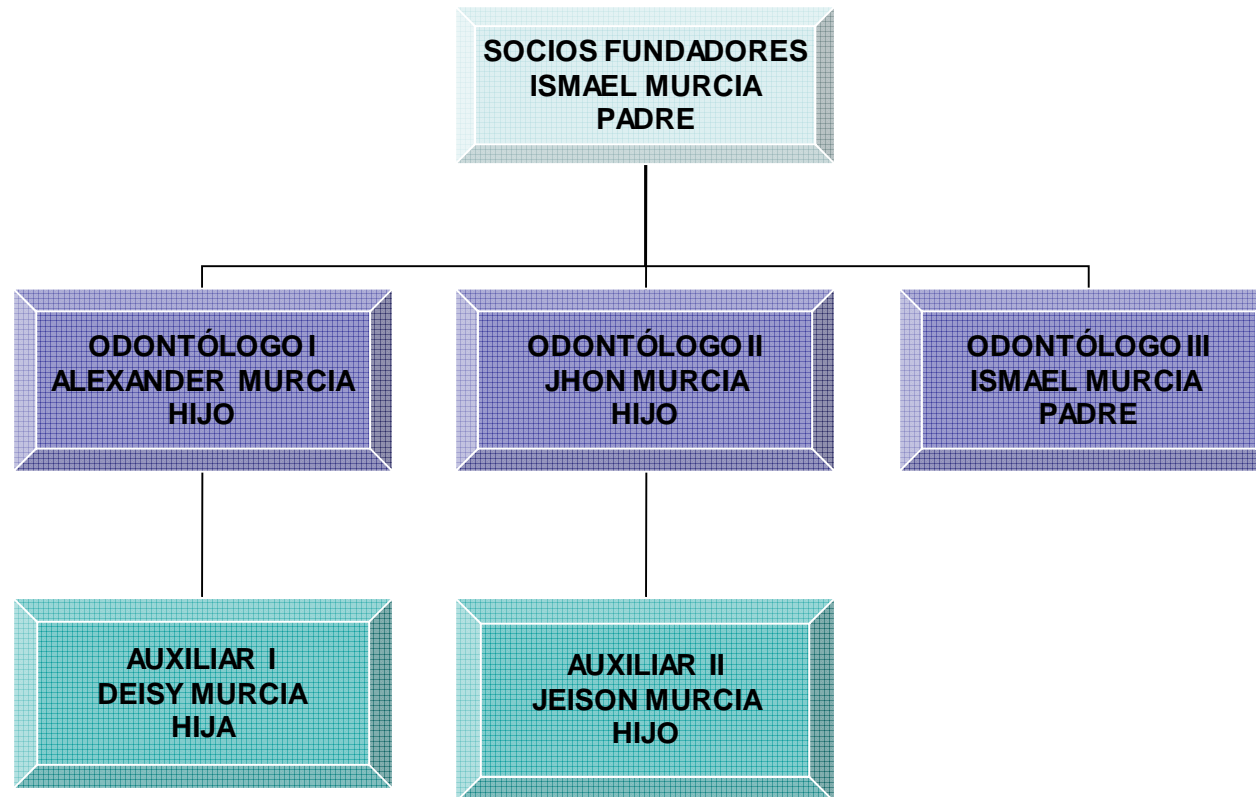 SOCIOS FUNDADORES
ISMAEL MURCIA
PADRE
ODONTÓLOGO I
ALEXANDER MURCIA
HIJO
ODONTÓLOGO II
JHON MURCIA
HIJO
ODONTÓLOGO III
ISMAEL MURCIA
PADRE
AUXILIAR I
DEISY MURCIA
HIJA
AUXILIAR II
JEISON MURCIA
HIJO